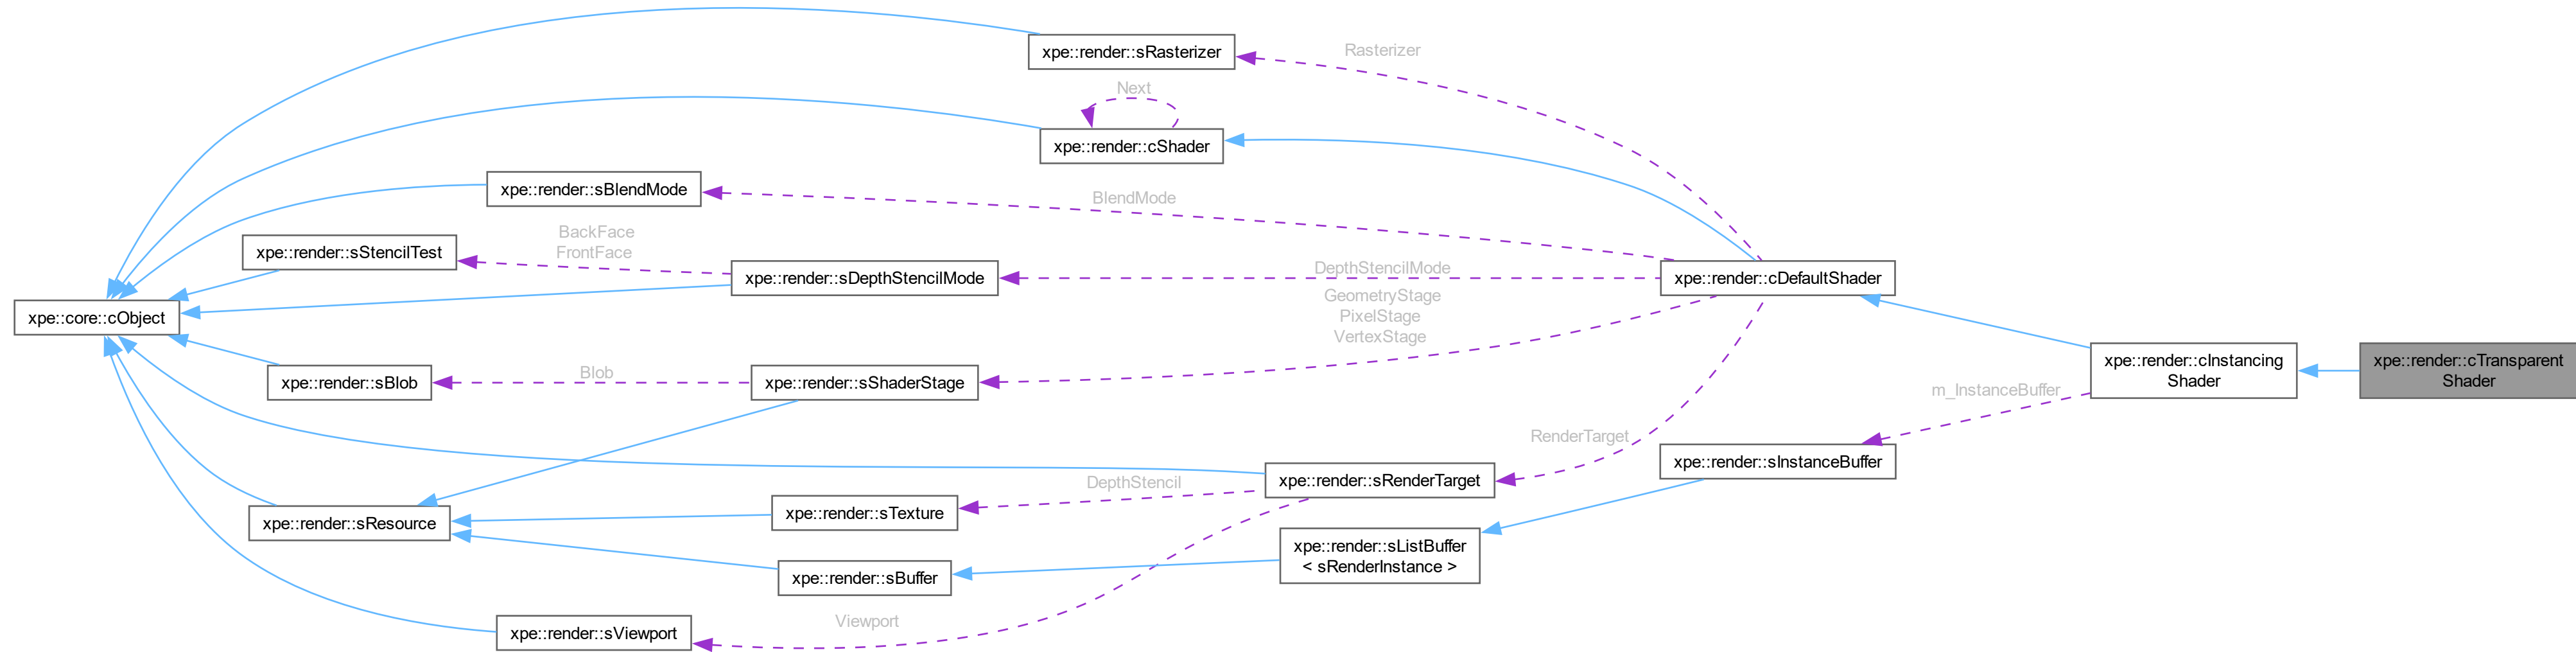 xpe::render::sRasterizer
Rasterizer
Next
xpe::render::cShader
xpe::render::sBlendMode
BlendMode
xpe::render::sStencilTest
BackFace
FrontFace
xpe::render::sDepthStencilMode
DepthStencilMode
xpe::render::cDefaultShader
GeometryStage
PixelStage
VertexStage
xpe::core::cObject
xpe::render::sBlob
Blob
xpe::render::sShaderStage
xpe::render::cInstancing
Shader
xpe::render::cTransparent
Shader
m_InstanceBuffer
RenderTarget
xpe::render::sInstanceBuffer
xpe::render::sRenderTarget
DepthStencil
xpe::render::sTexture
xpe::render::sResource
xpe::render::sListBuffer
< sRenderInstance >
xpe::render::sBuffer
Viewport
xpe::render::sViewport